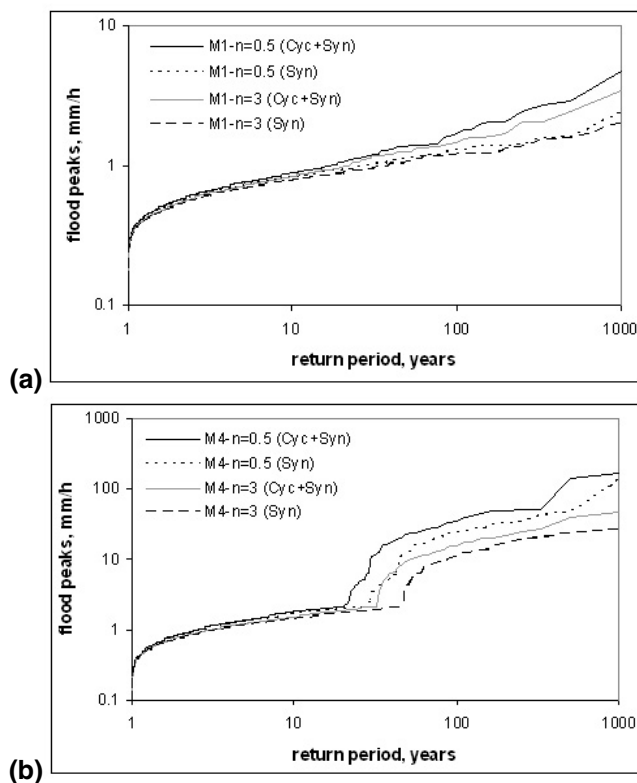 10
M1-n=0.5 (Cyc+Syn)
M1-n=0.5 (Syn)
M1-n=3 (Cyc+Syn)
M1-n=3 (Syn)
flood peaks, mm/h
1
0.1
1 10 100 1000
return period, years
(a)
1000
M4-n=0.5 (Cyc+Syn)
M4-n=0.5 (Syn)
M4-n=3 (Cyc+Syn)
M4-n=3 (Syn)
100
flood peaks, mm/h
10
1
0.1
1 10 100 1000
return period, years
(b)